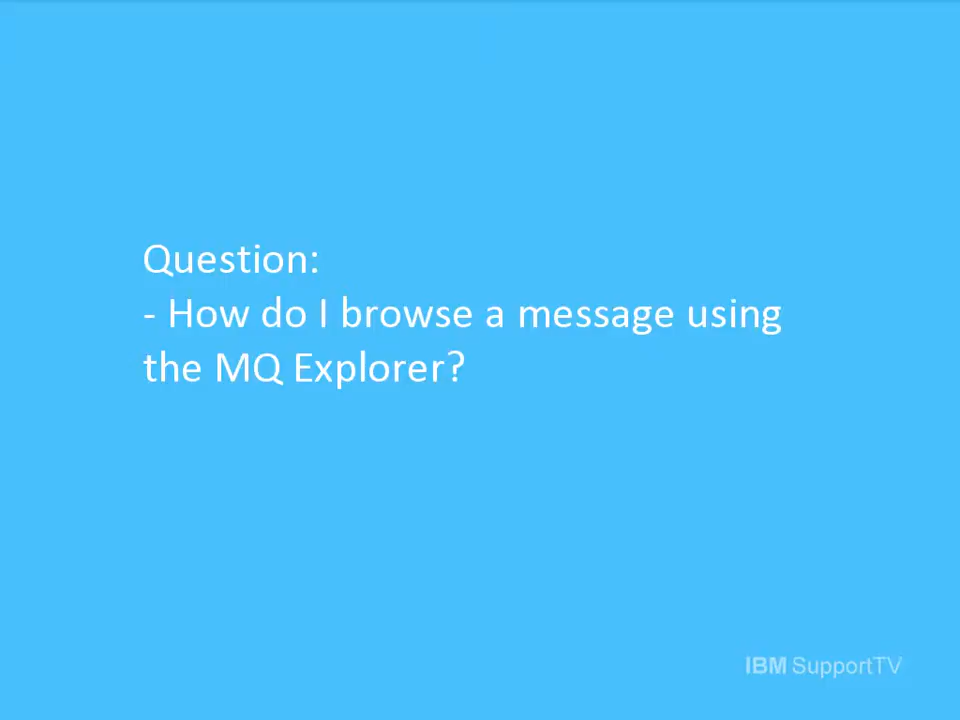 Question:
- How do I browse a message using
the MQ Explorer?
IBM SupportTV